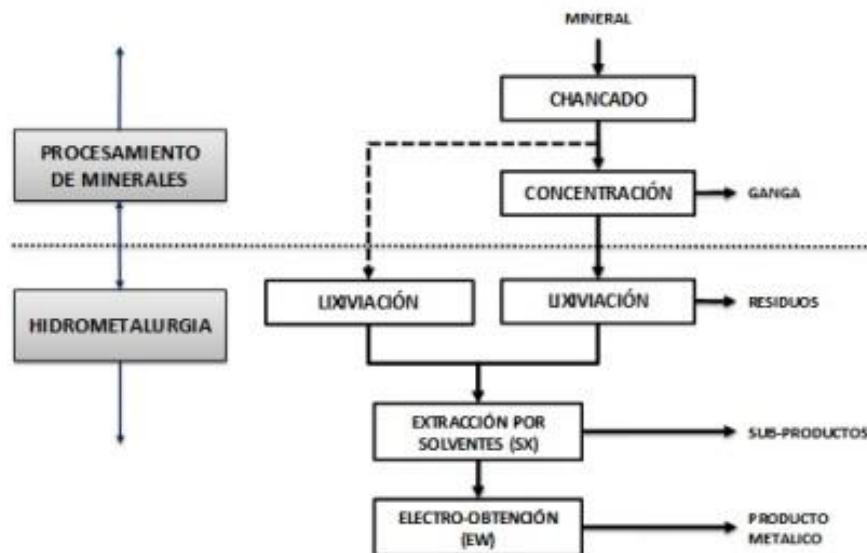 MINERAL
CHANCADO
PROCESAMIENTO
DE MINERALES
CONCENTRACIÓN
GANGA
HIDROMETALURGIA
LIXIVIACIÓN
LIXIVIACIÓN
RESIDUOS
EXTRACCIÓN POR
SOLVENTES (SX)
SUB-PRODUCTOS
ELECTRO-OBTENCIÓN
(EW)
PRODUCTO
METALICO